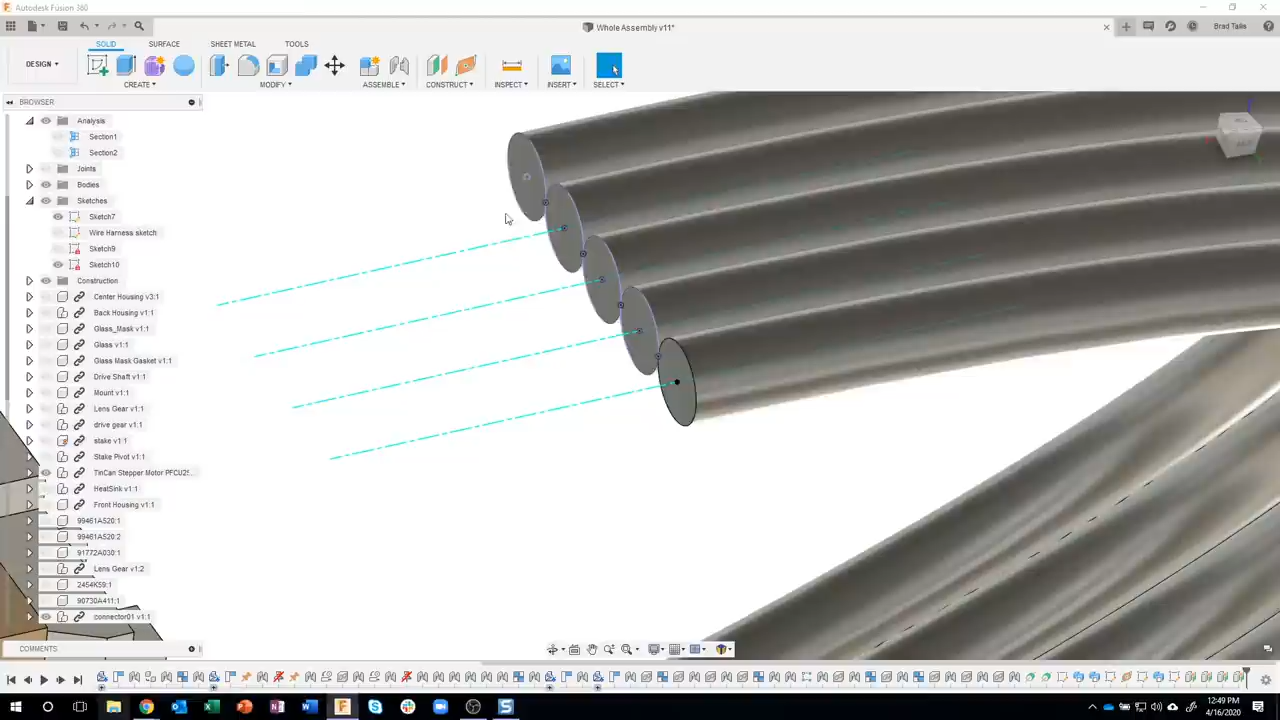 Autodesk Fusion 360
Whole Assembly v11*
Brad Tallis
DESIGN
SOLID
SURFACE
SHEET METAL
TOOLS
CREATE
MODIFY
ASSEMBLE
CONSTRUCT
INSPECT
INSERT
SELECT
BROWSER
Analysis
Section1
Section2
Joints
Bodies
Sketches
Sketch7
Wire Harness sketch
Sketch9
Sketch10
Construction
Center Housing v3:1
Back Housing v1:1
Glass_Mask v1:1
Glass v1:1
Glass Mask Gasket v1:1
Drive Shaft v1:1
Mount v1:1
Lens Gear v1:1
drive gear v1:1
stake v1:1
Stake Pivot v1:1
TinCan Stepper Motor PFCU25...
HeatSink v1:1
Front Housing v1:1
99461A520:1
99461A520:2
91772A030:1
Lens Gear v1:2
2454K59:1
90730A411:1
connector01 v1:1
COMMENTS
12:49 PM
4/16/2020